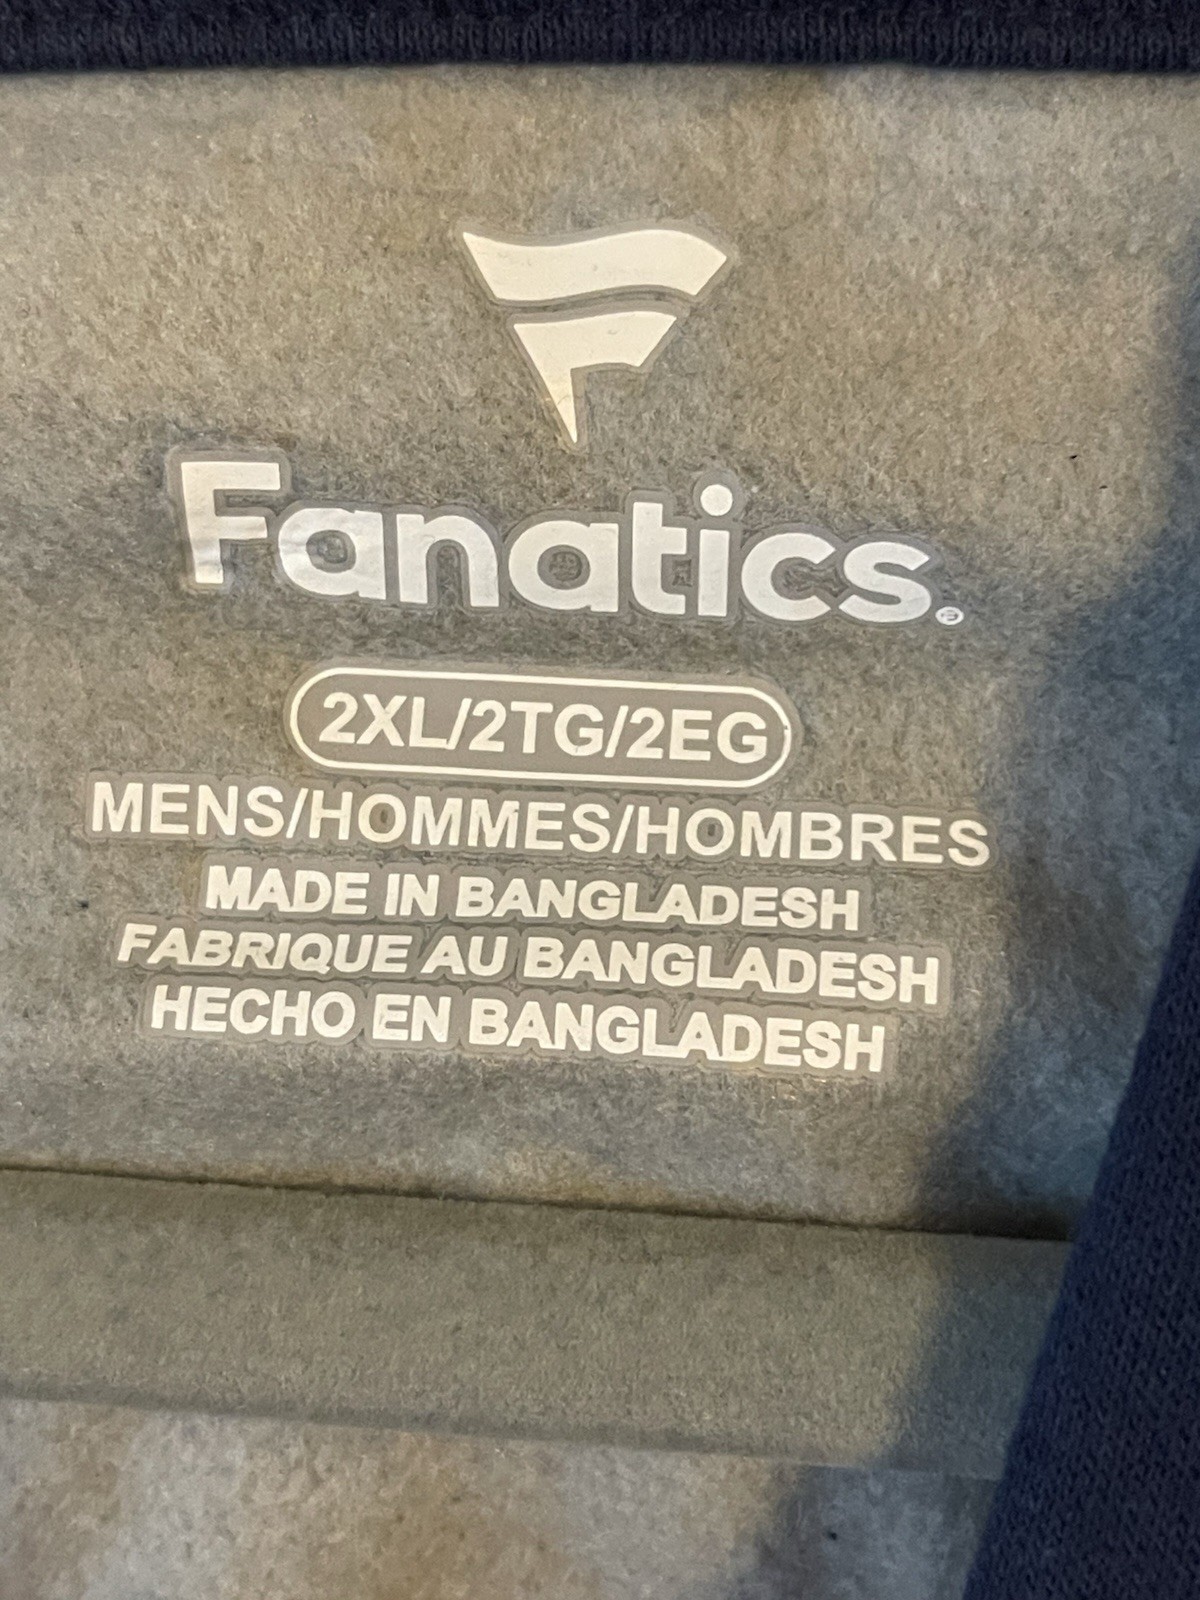 Fanatics®
2XL/2TG/2EG
MENS/HOMMES/HOMBRES
MADE IN BANGLADESH
FABRIQUE AU BANGLADESH
HECHO EN BANGLADESH